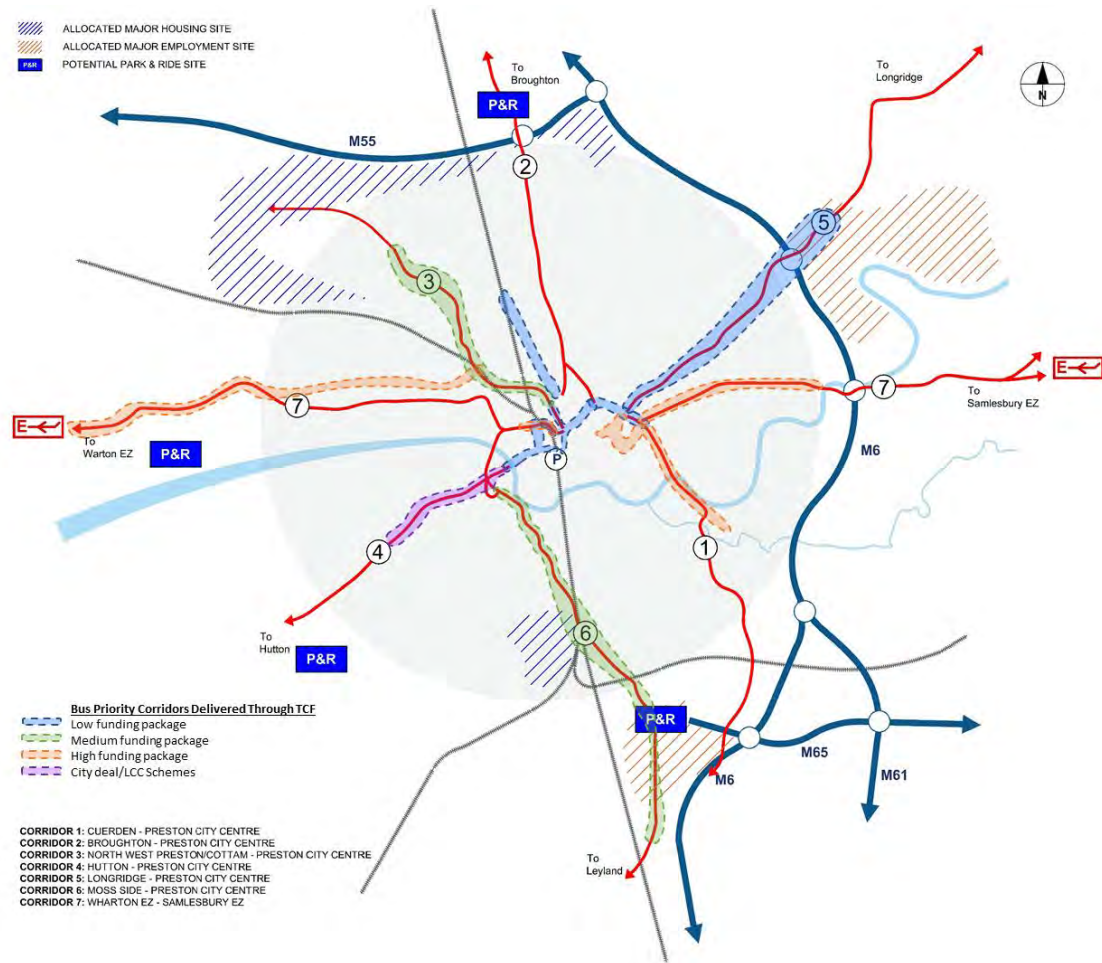 ALLOCATED MAJOR HOUSING SITE
ALLOCATED MAJOR EMPLOYMENT SITE
P&R POTENTIAL PARK & RIDE SITE
To
Broughton
To
Longridge
N
P&R
M55
2
5
3
7
7
E
To
Samlesbury EZ
E
To
Warton EZ
P&R
P
M6
4
1
To
Hutton
P&R
6
P&R
M65
M6
M61
To
Leyland
Bus Priority Corridors Delivered Through TCF
Low funding package
Medium funding package
High funding package
City deal/LCC Schemes
CORRIDOR 1: CUERDEN - PRESTON CITY CENTRE
CORRIDOR 2: BROUGHTON - PRESTON CITY CENTRE
CORRIDOR 3: NORTH WEST PRESTON/COTTAM - PRESTON CITY CENTRE
CORRIDOR 4: HUTTON - PRESTON CITY CENTRE
CORRIDOR 5: LONGRIDGE - PRESTON CITY CENTRE
CORRIDOR 6: MOSS SIDE - PRESTON CITY CENTRE
CORRIDOR 7: WHARTON EZ - SAMLESBURY EZ